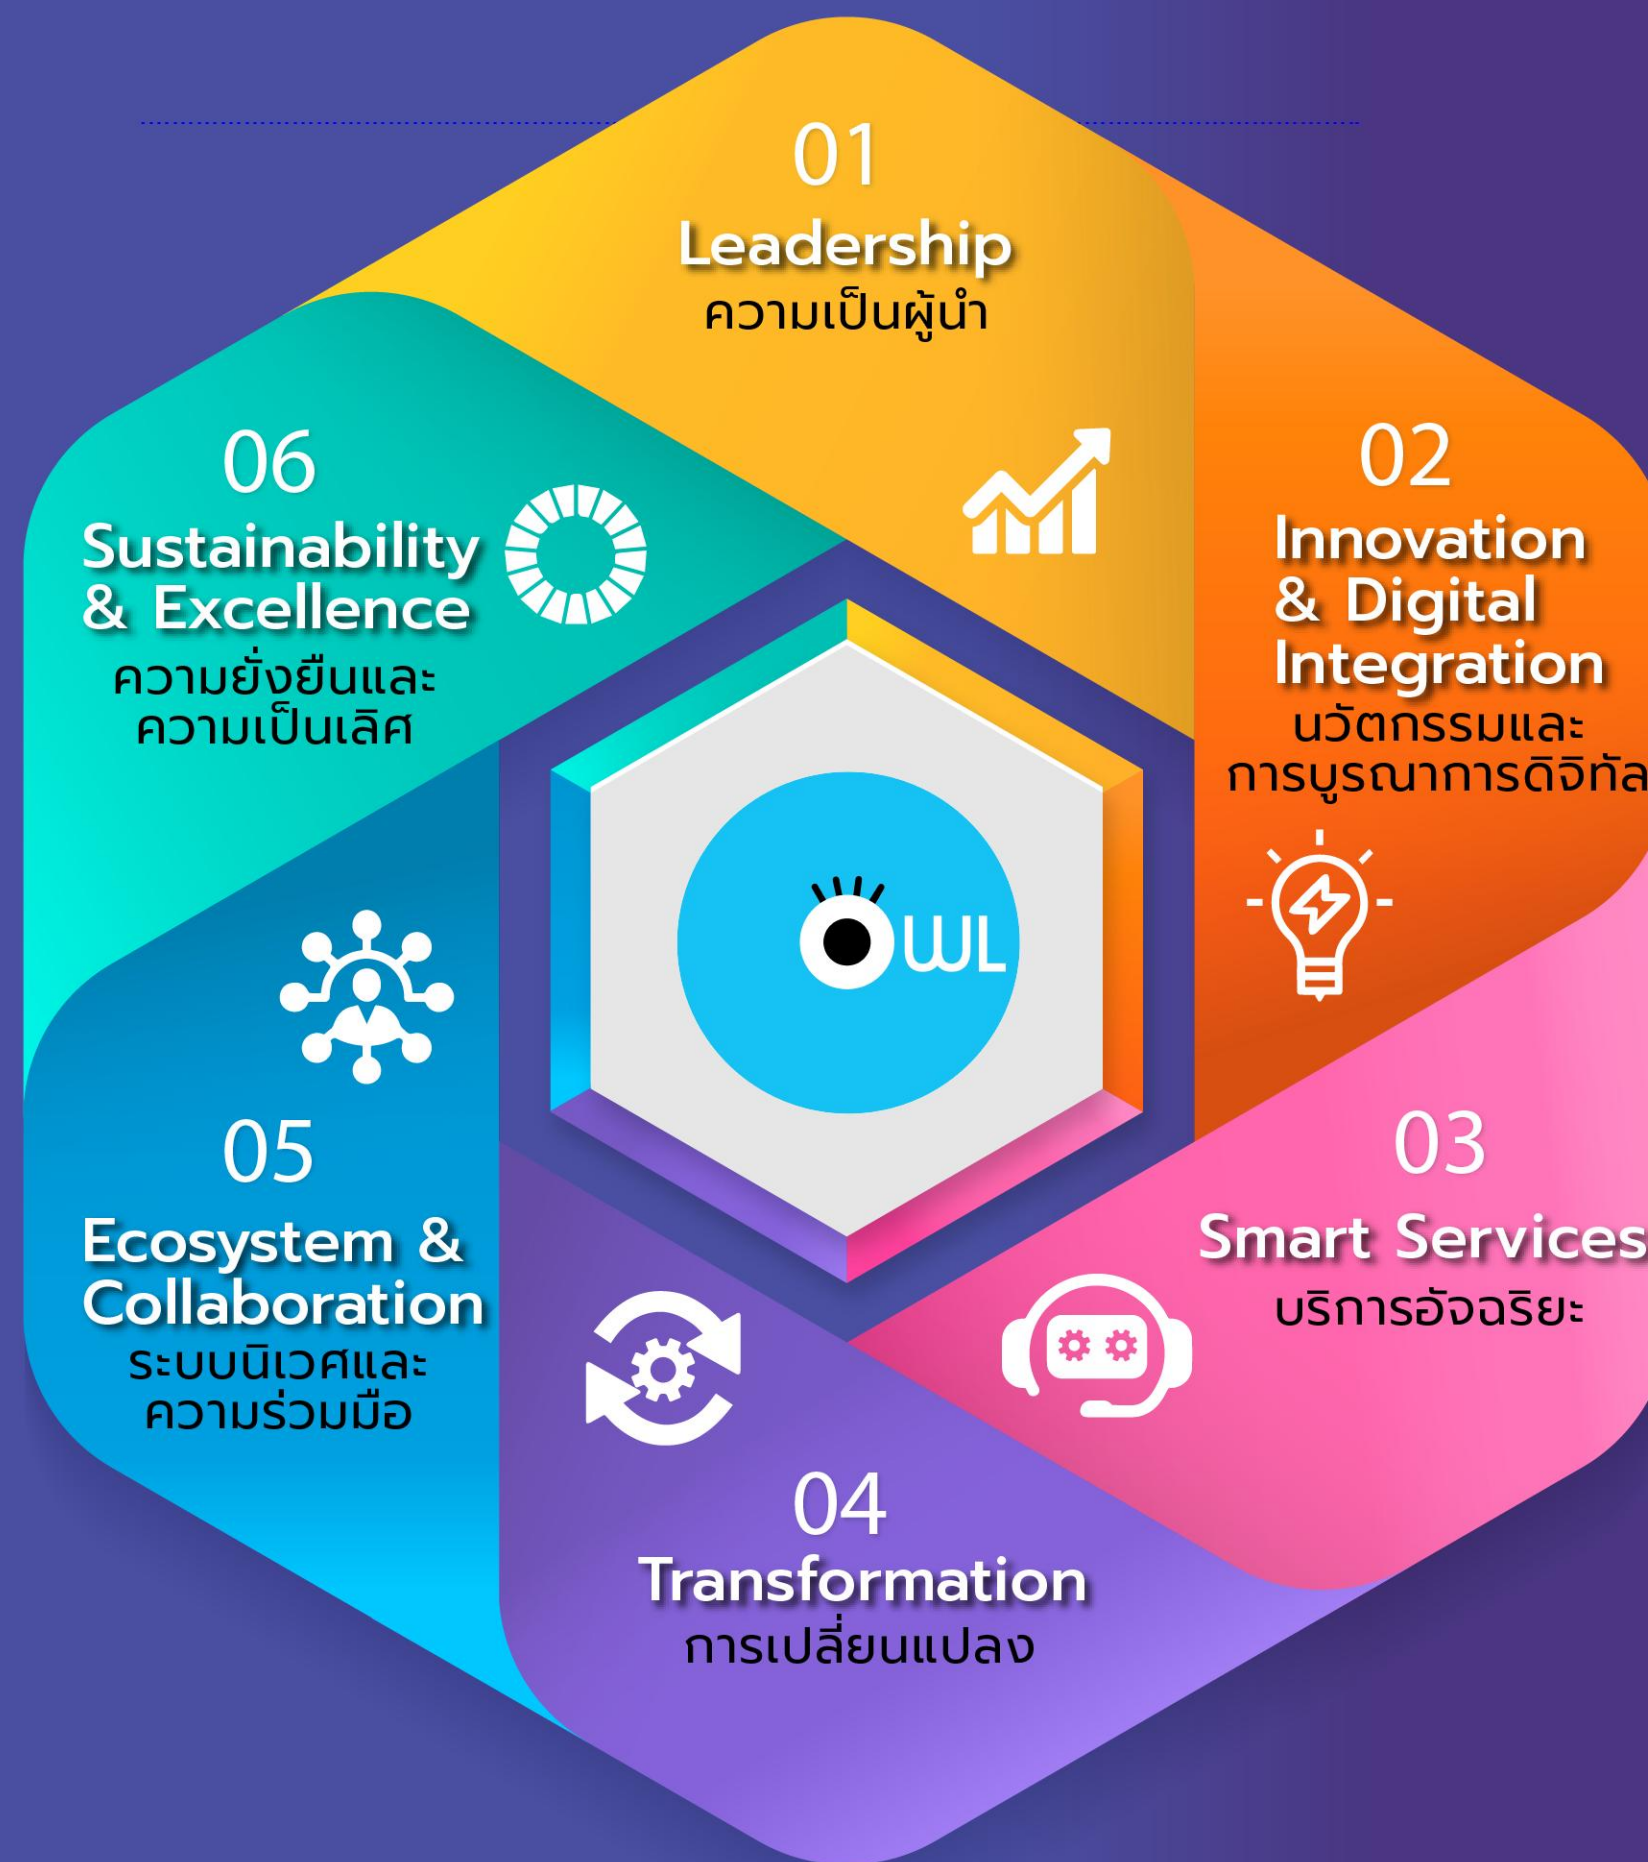 01
Leadership
ความเป็นผู้นำ
02
Innovation
& Digital
Integration
นวัตกรรมและ
การบูรณาการดิจิทัล
03
Smart Services
บริการอัจฉริยะ
04
Transformation
การเปลี่ยนแปลง
05
Ecosystem &
Collaboration
ระบบนิเวศและ
ความร่วมมือ
06
Sustainability
& Excellence
ความยั่งยืนและ
ความเป็นเลิศ
OWL